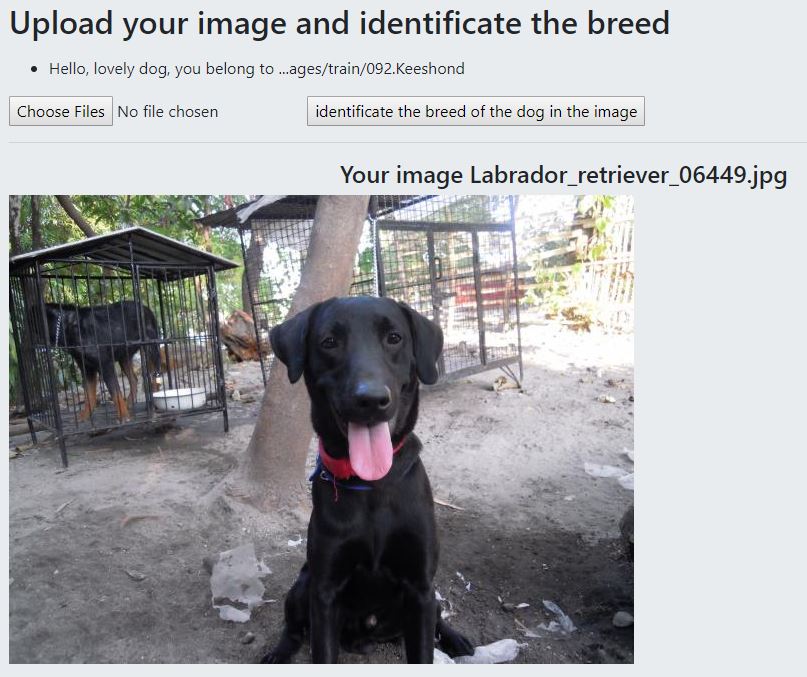 Upload your image and identificate the breed
Hello, lovely dog, you belong to ...ages/train/092.Keeshond
Choose Files No file chosen identificate the breed of the dog in the image
Your image Labrador_retriever_06449.jpg